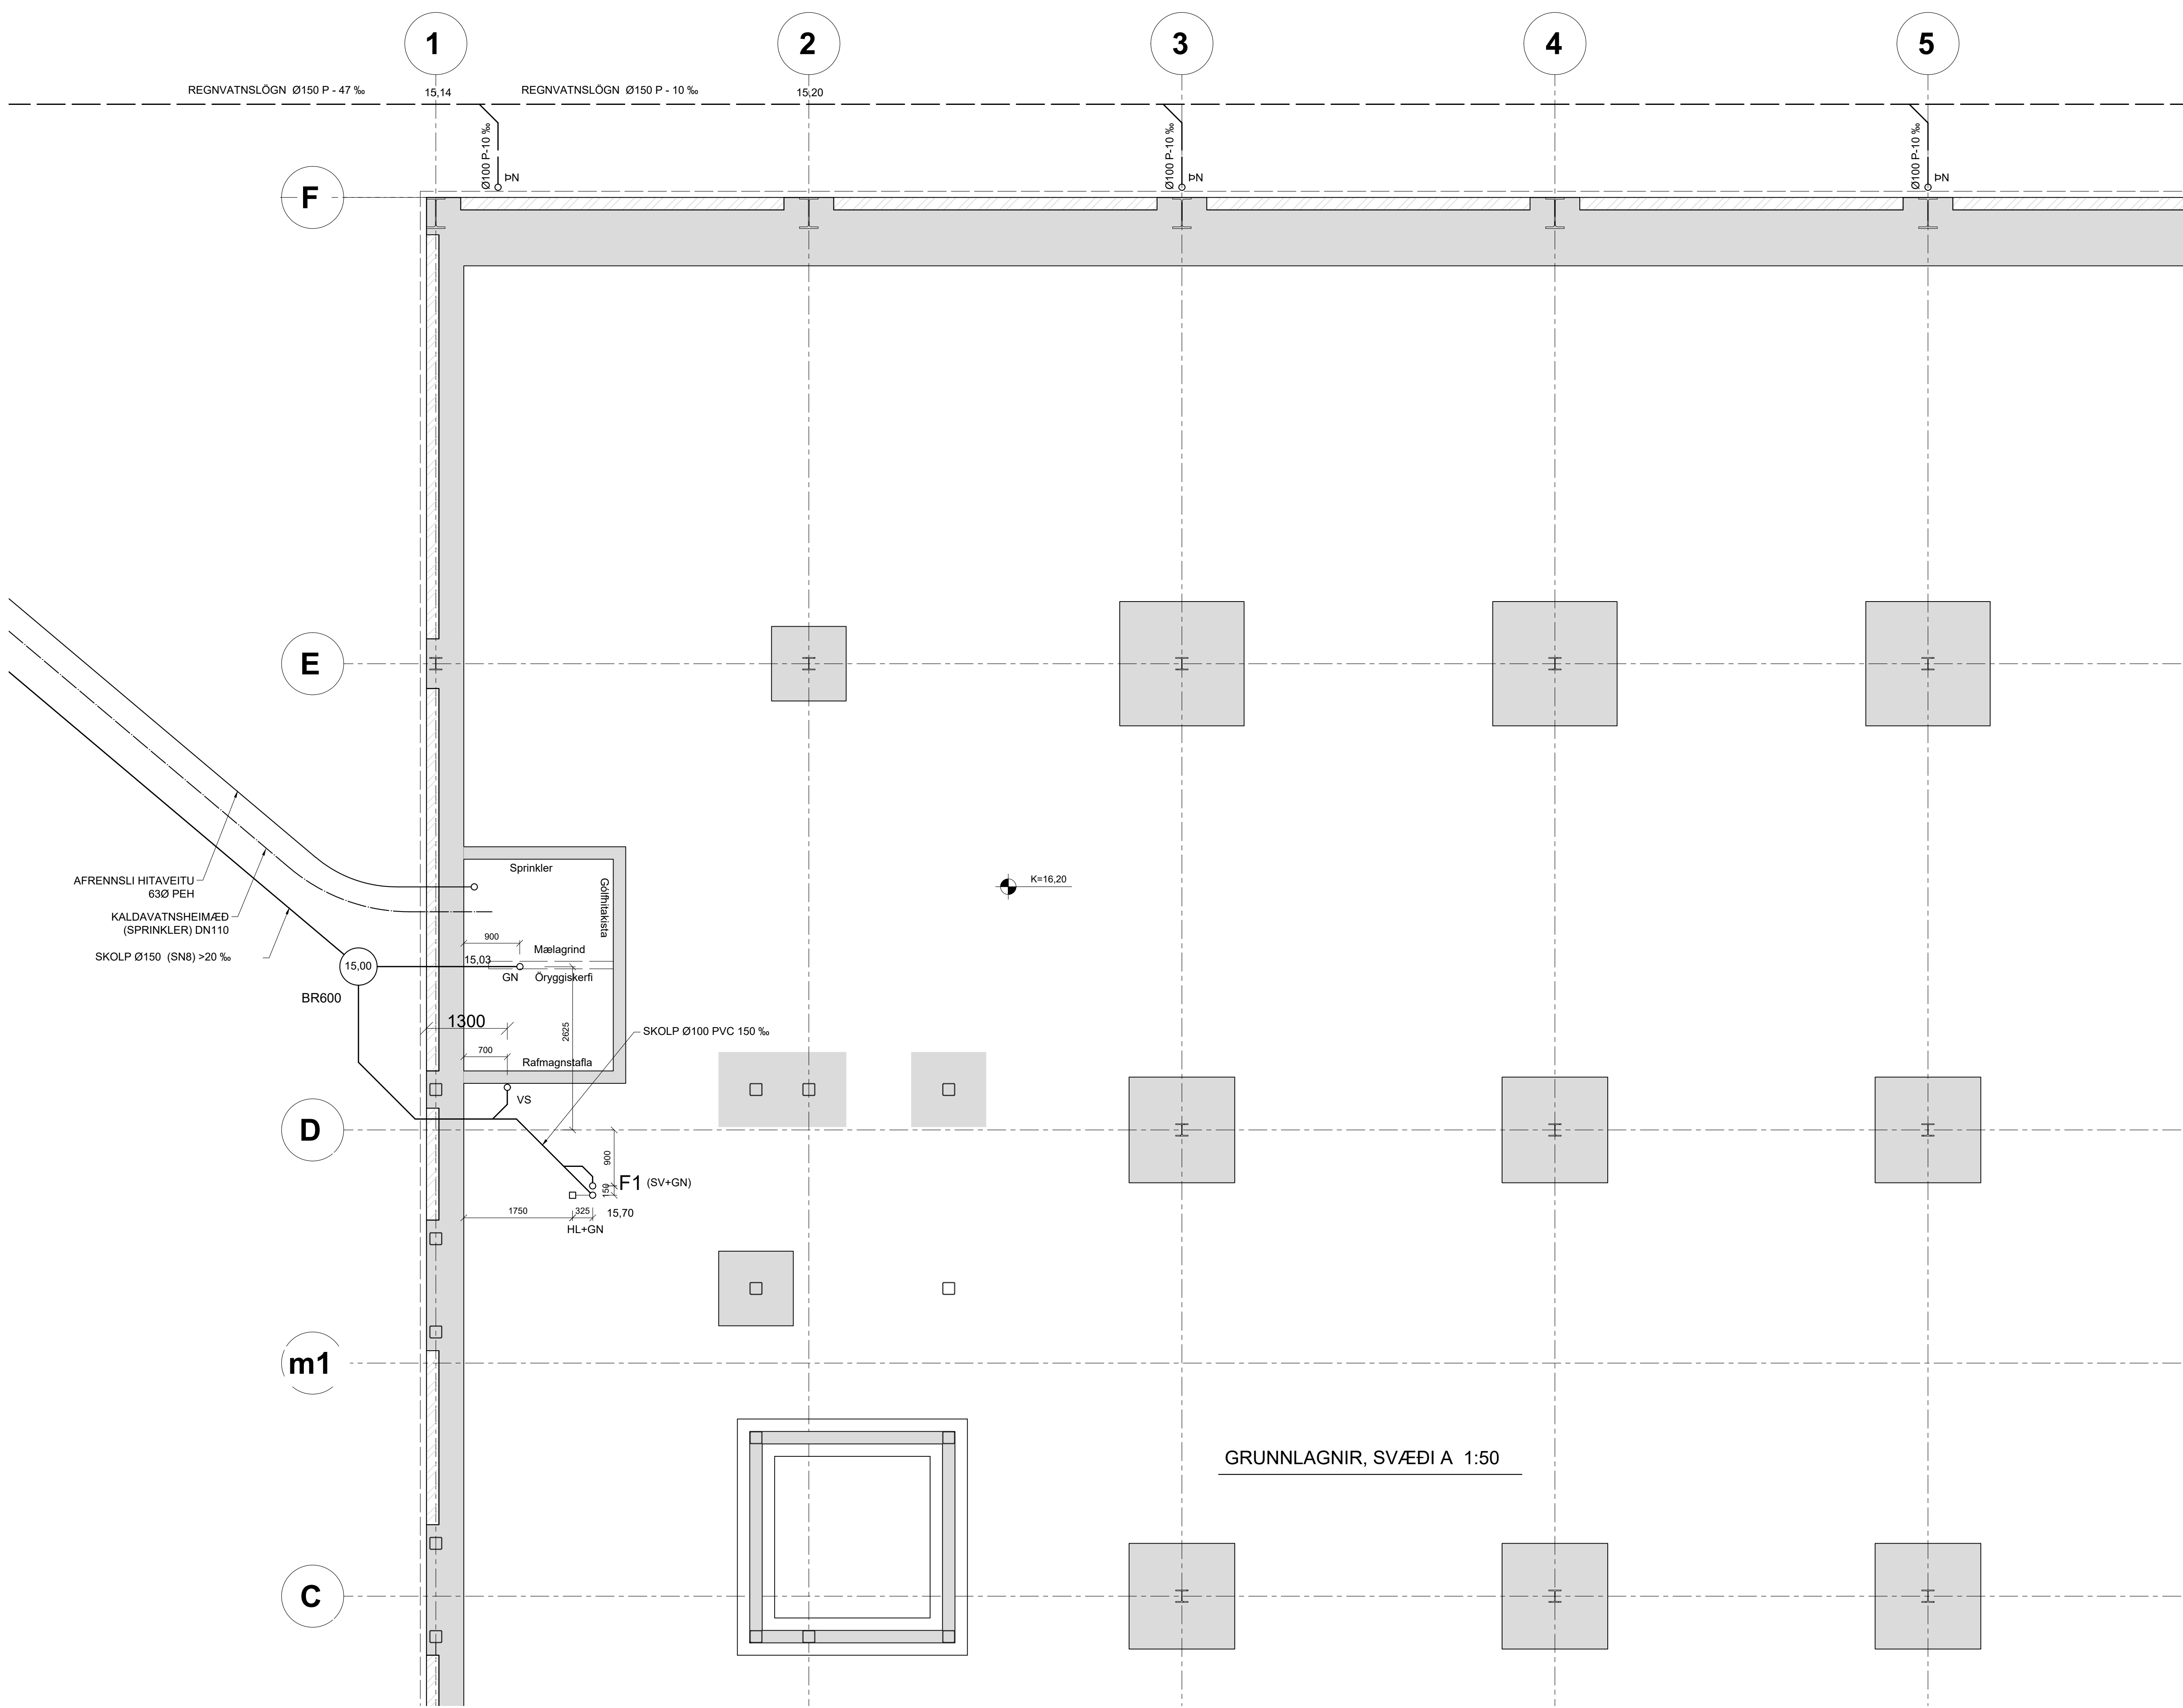 1
2
3
4
5
REGNVATNSLÖGN Ø150 P - 47 ‰
15,14
REGNVATNSLÖGN Ø150 P - 10 ‰
15,20
Ø100 P-10 ‰
ÞN
Ø100 P-10 ‰
ÞN
Ø100 P-10 ‰
ÞN
F
E
AFRENNSLI HITAVEITU
63Ø PEH
KALDAVATNSHEIMÆÐ
(SPRINKLER) DN110
SKOLP Ø150 (SN8) >20 ‰
15,00
BR600
Sprinkler
Gólfhitakista
K=16,20
900
Mælagrind
15,03
GN
Öryggiskerfi
1300
2625
SKOLP Ø100 PVC 150 ‰
700
Rafmagnstafla
VS
D
900
150
F1 (SV+GN)
1750
325
15,70
HL+GN
m1
GRUNNLAGNIR, SVÆÐI A 1:50
C